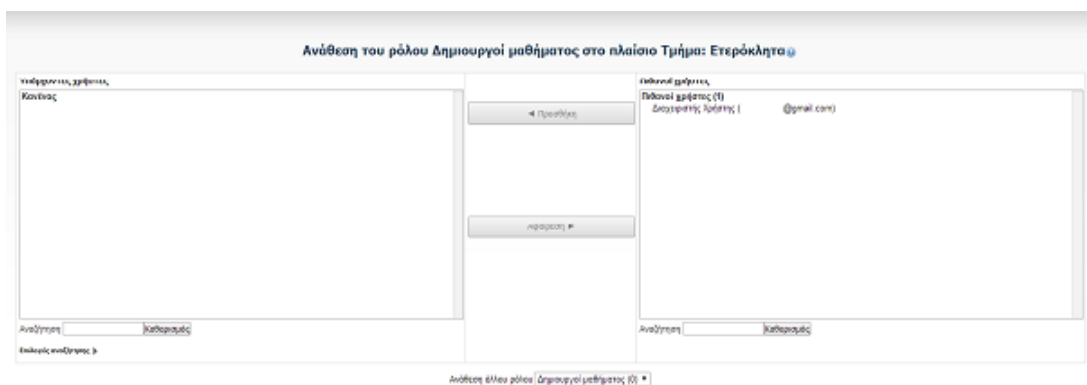 Ανάθεση του ρόλου Δημιουργοί μαθήματος στο πλαίσιο Τμήμα: Ετερόκλητα
Υπάρχοντες χρήστες
Κανένας
◄ Προσθήκη
Αφαίρεση ►
Πιθανοί χρήστες
Πιθανοί χρήστες (1)
Διαχειριστής Χρήστης ( @gmail.com)
Αναζήτηση Καθαρισμός
Επιλογές αναζήτησης
Αναζήτηση Καθαρισμός
Ανάθεση άλλου ρόλου Δημιουργοί μαθήματος (0)